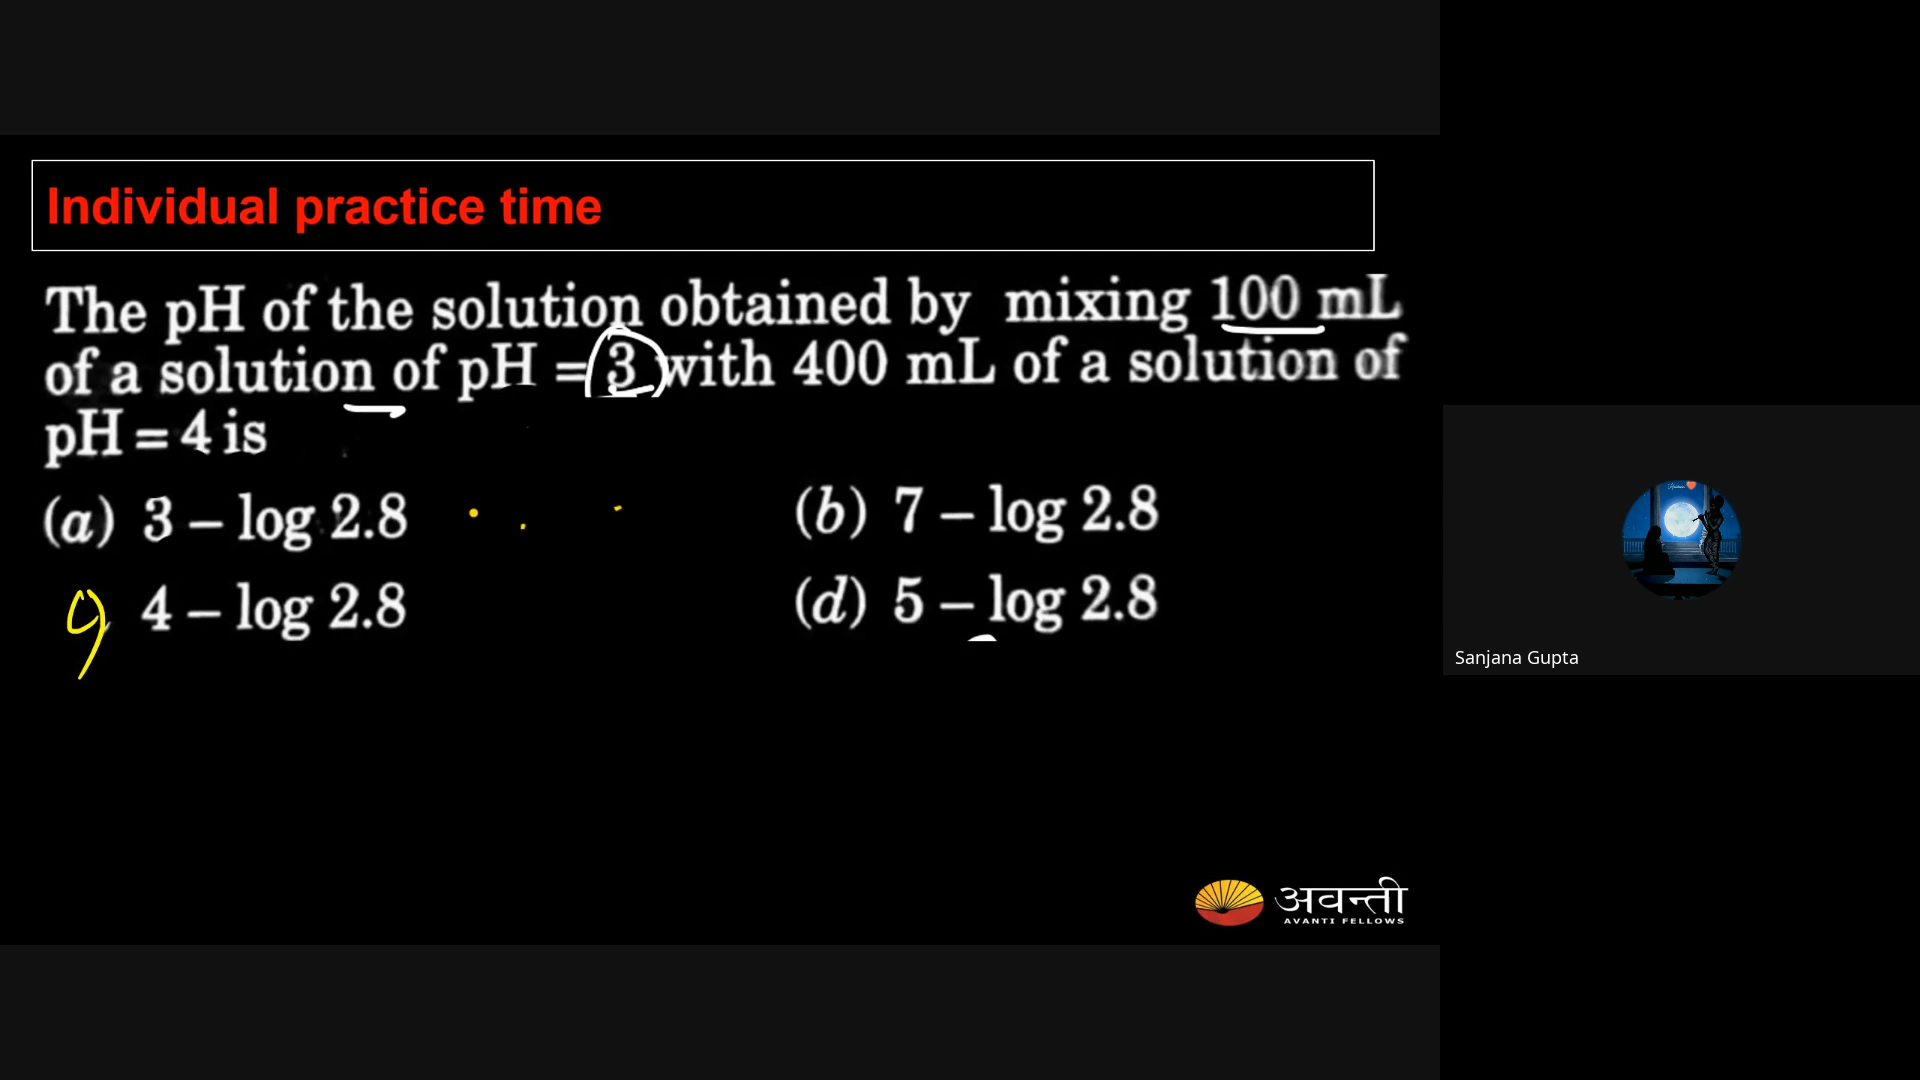 Individual practice time
The pH of the solution obtained by mixing 100 mL
of a solution of pH = 3 with 400 mL of a solution of
pH = 4 is
(a) 3 – log 2.8
(b) 7 – log 2.8
4 – log 2.8
(d) 5 – log 2.8
Sanjana Gupta
अवन्ती
AVANTI FELLOWS